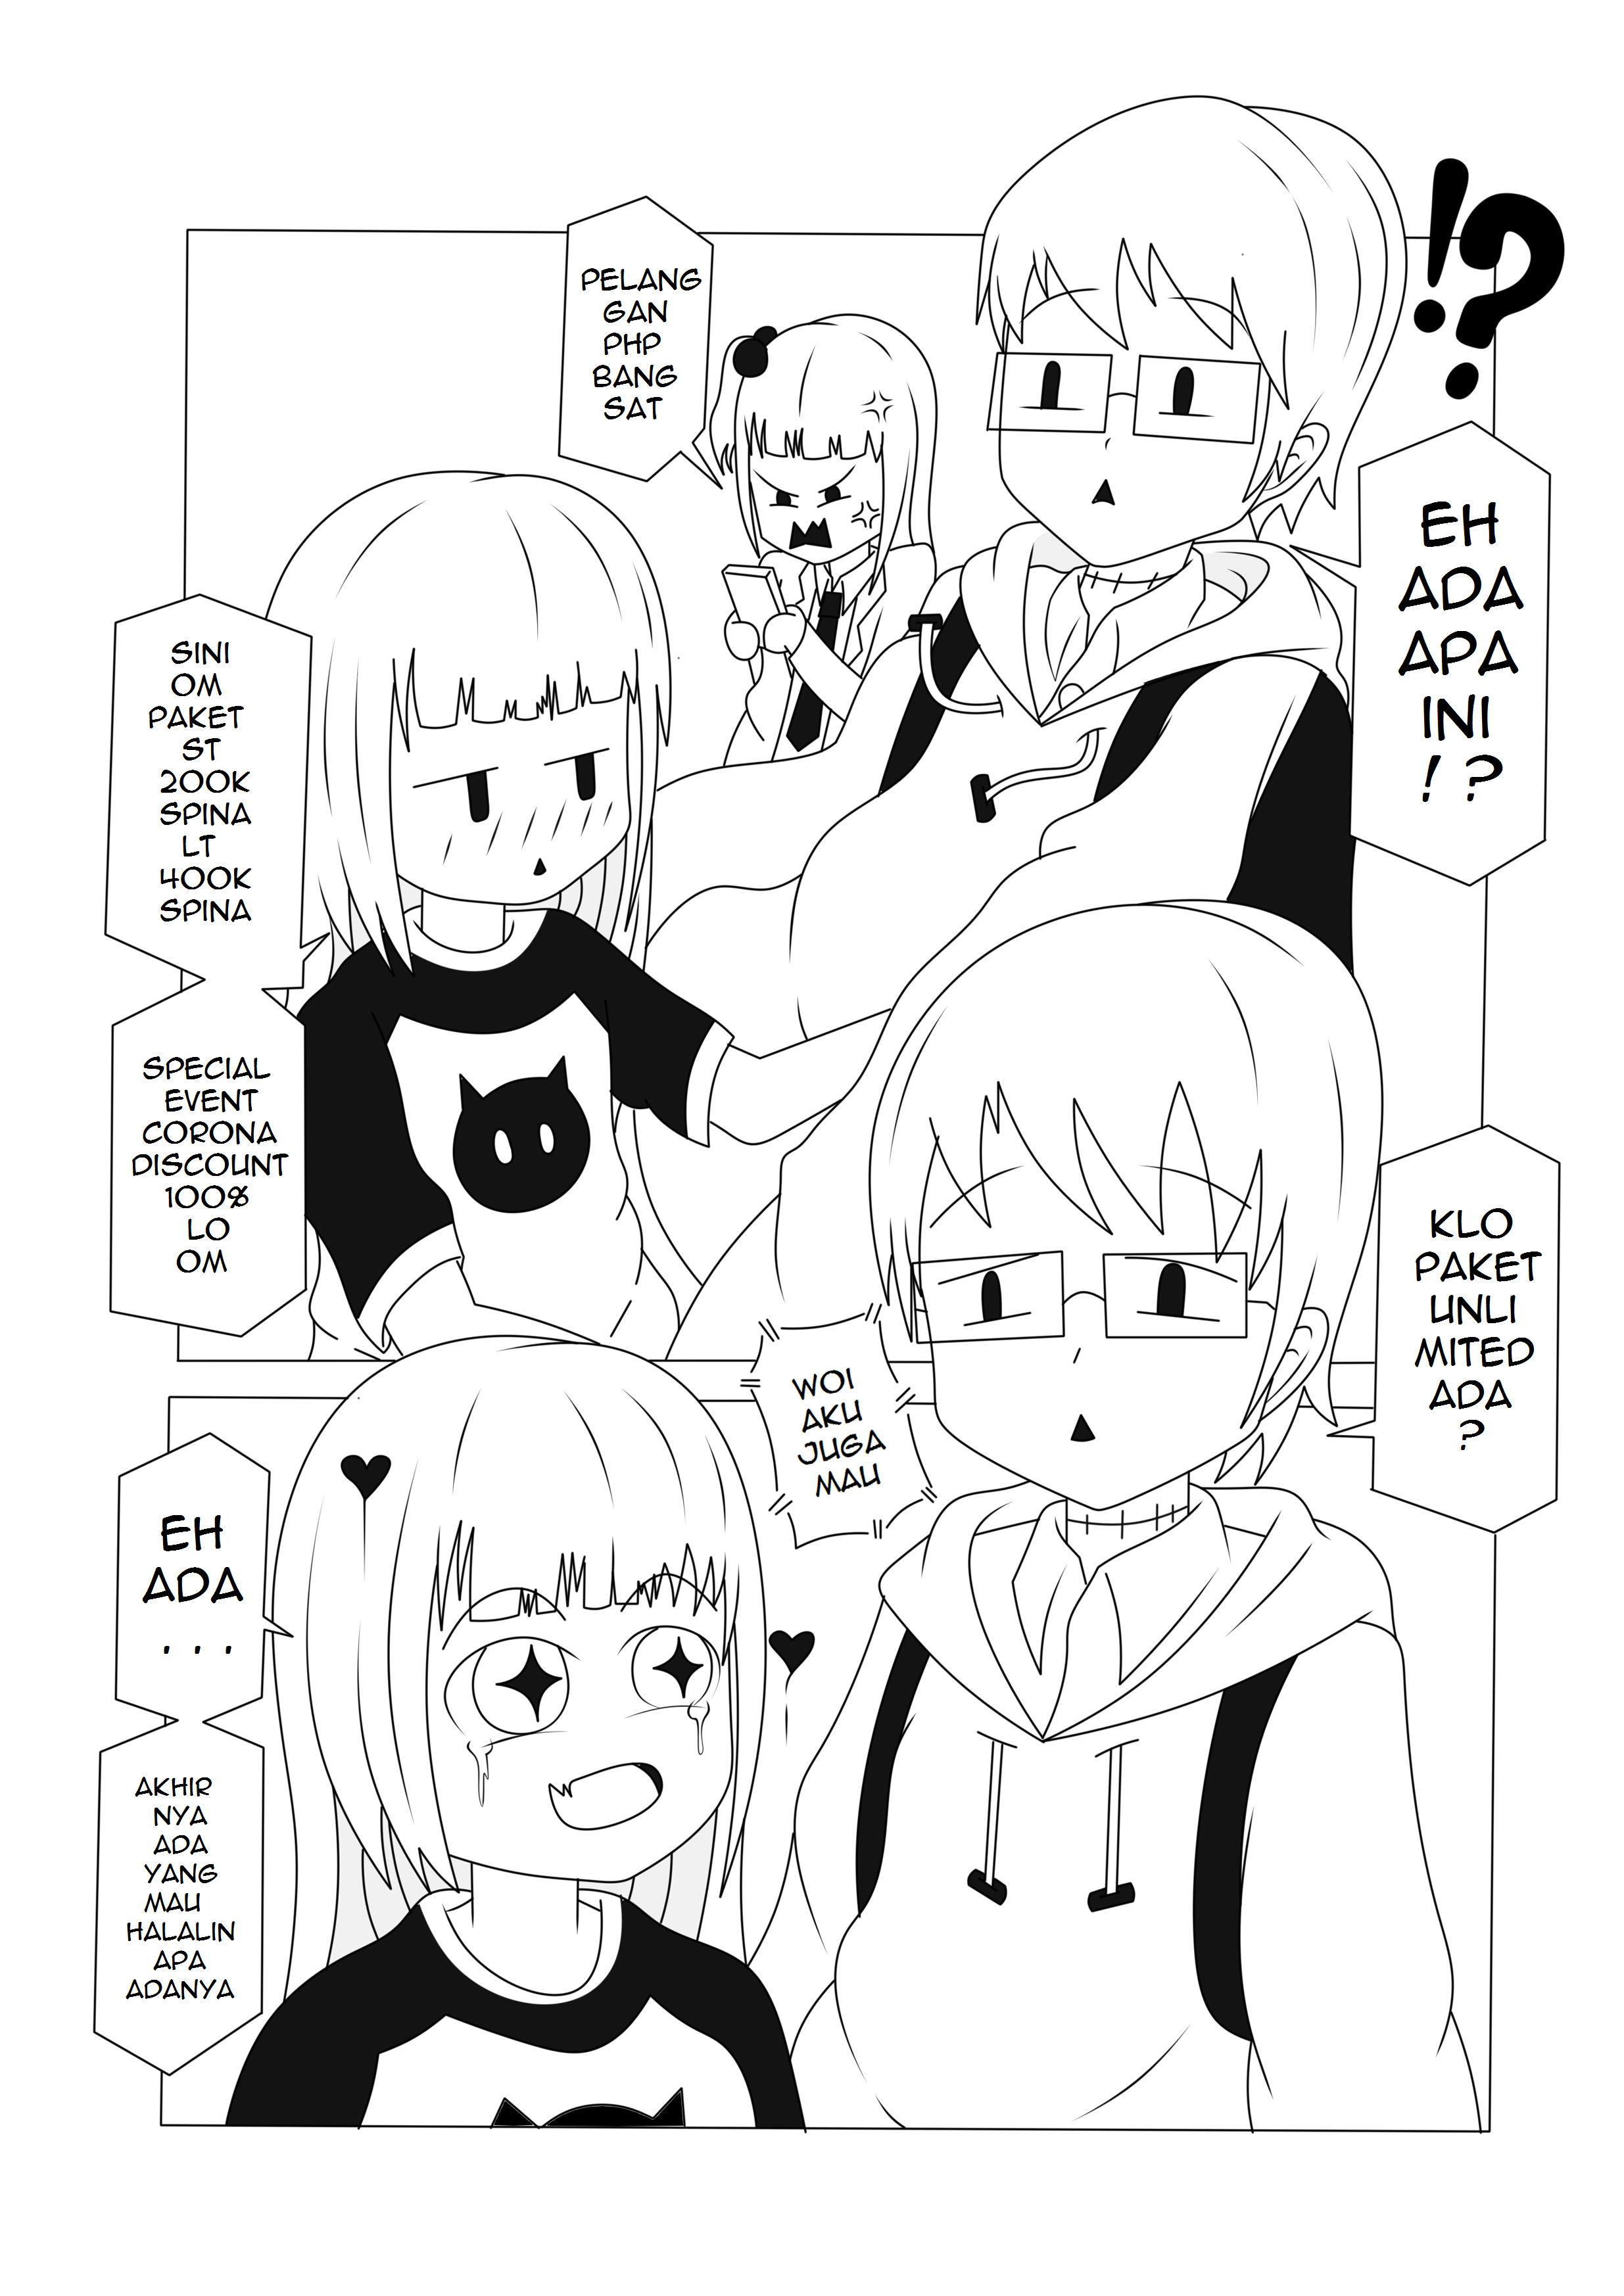 !?
EH
ADA
APA
INI
! ?
PELANG
GAN
PHP
BANG
SAT
SINI
OM
PAKET
ST
200K
SPINA
LT
400K
SPINA
SPECIAL
EVENT
CORONA
DISCOUNT
100%
LO
OM
KLO
PAKET
UNLI
MITED
ADA
?
WOI
AKU
JUGA
MAU
EH
ADA
...
AKHIR
NYA
ADA
YANG
MAU
HALALIN
APA
ADANYA